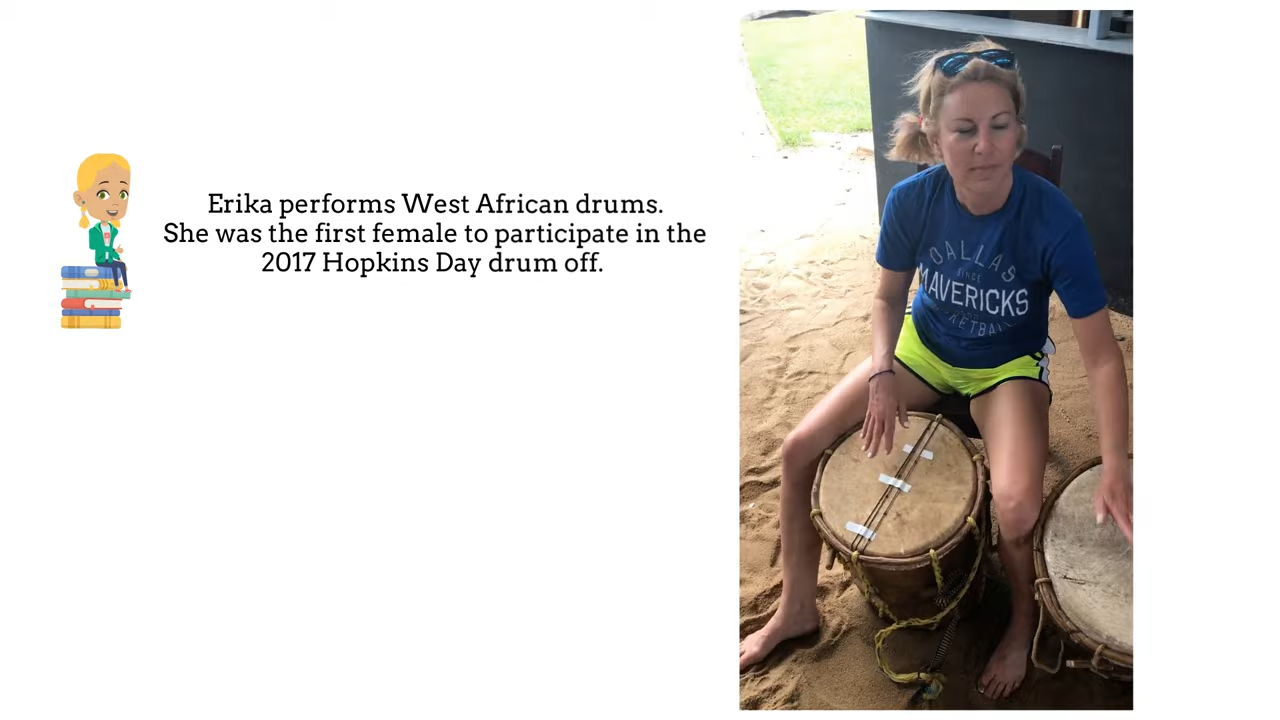 Erika performs West African drums.
She was the first female to participate in the
2017 Hopkins Day drum off.
DALLAS
SINCE
MAVERICKS